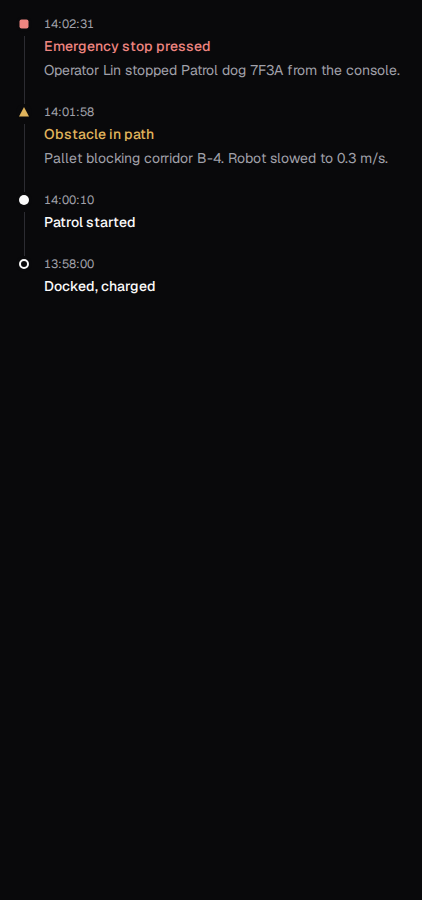 14:02:31
Emergency stop pressed
Operator Lin stopped Patrol dog 7F3A from the console.
14:01:58
Obstacle in path
Pallet blocking corridor B-4. Robot slowed to 0.3 m/s.
14:00:10
Patrol started
13:58:00
Docked, charged